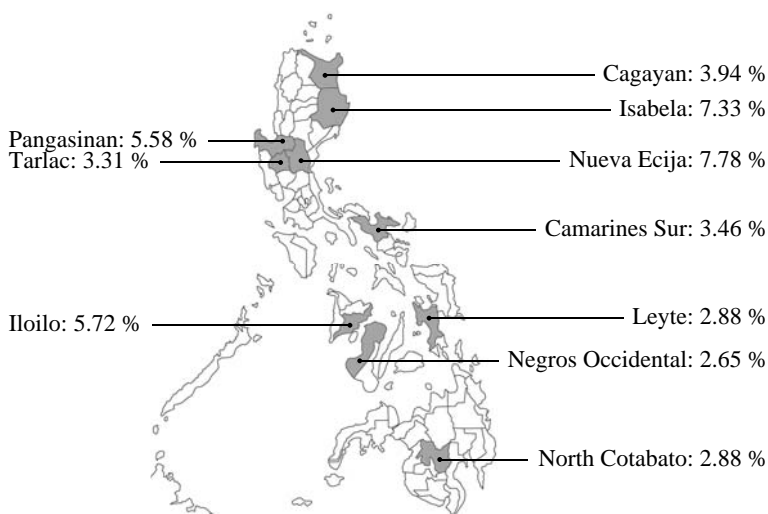 Cagayan: 3.94 %
Isabela: 7.33 %
Pangasinan: 5.58 %
Tarlac: 3.31 %
Nueva Ecija: 7.78 %
Camarines Sur: 3.46 %
Iloilo: 5.72 %
Leyte: 2.88 %
Negros Occidental: 2.65 %
North Cotabato: 2.88 %